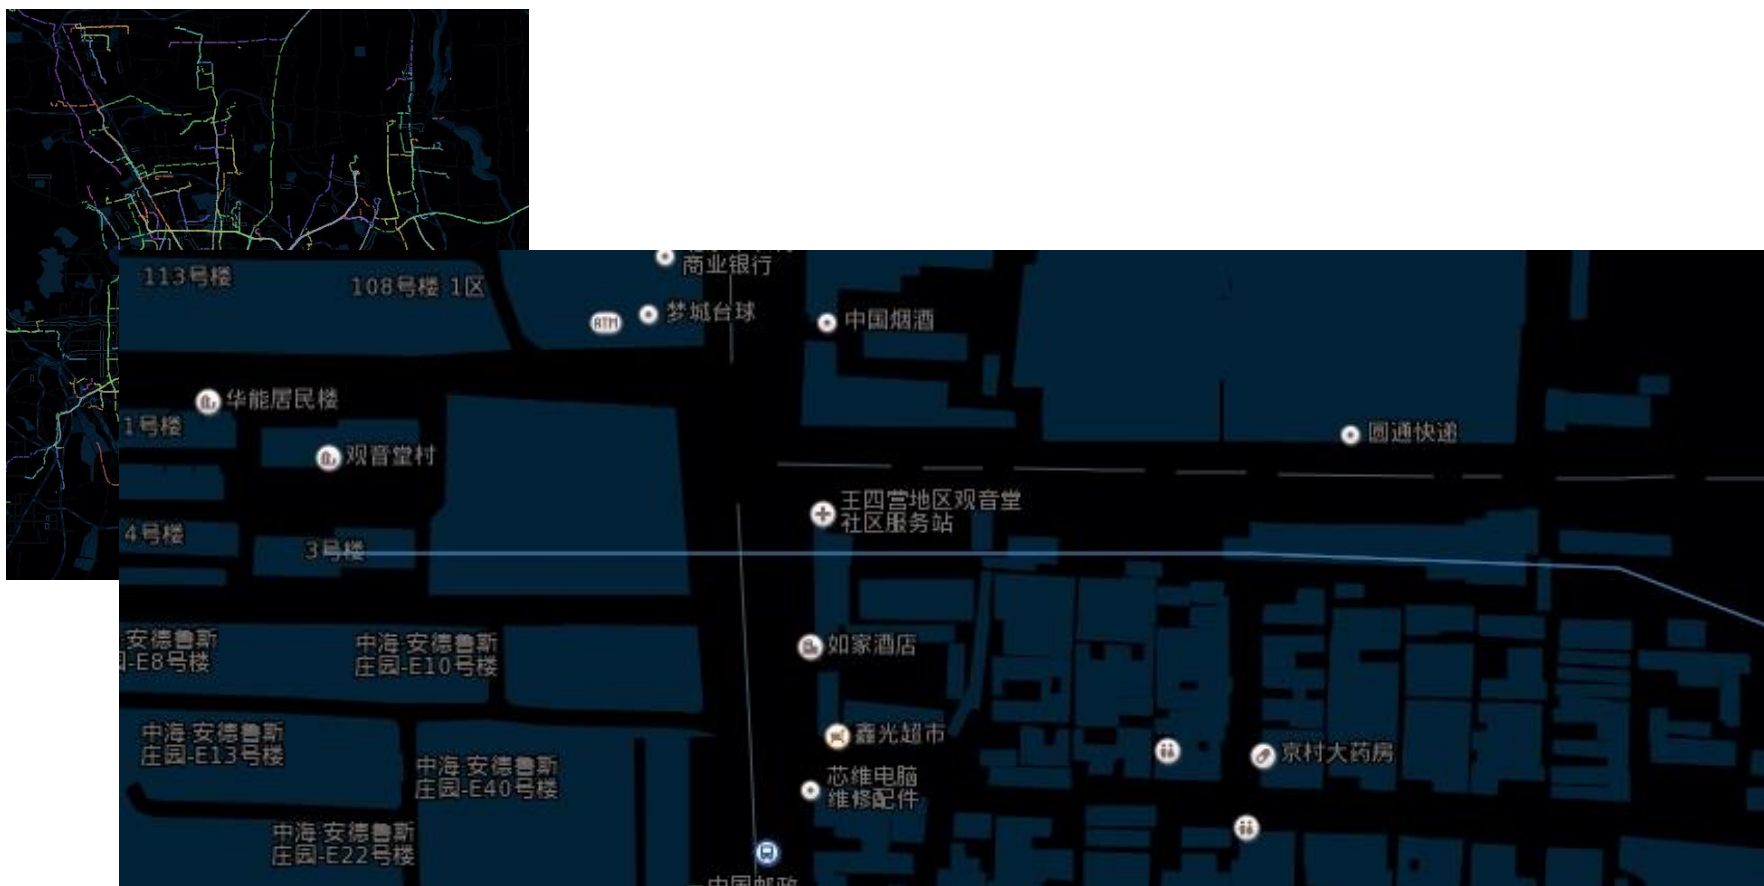 商业银行
113号楼
108号楼 1区
ATM
梦城台球
中国烟酒
华能居民楼
1号楼
圆通快递
观音堂村
王四营地区观音堂
社区服务站
4号楼
3号楼
安德鲁斯
园-E8号楼
中海·安德鲁斯
庄园-E10号楼
如家酒店
中海·安德鲁斯
庄园-E13号楼
鑫光超市
京村大药房
中海·安德鲁斯
庄园-E40号楼
芯维电脑
维修配件
中海·安德鲁斯
庄园-E22号楼
中国邮政